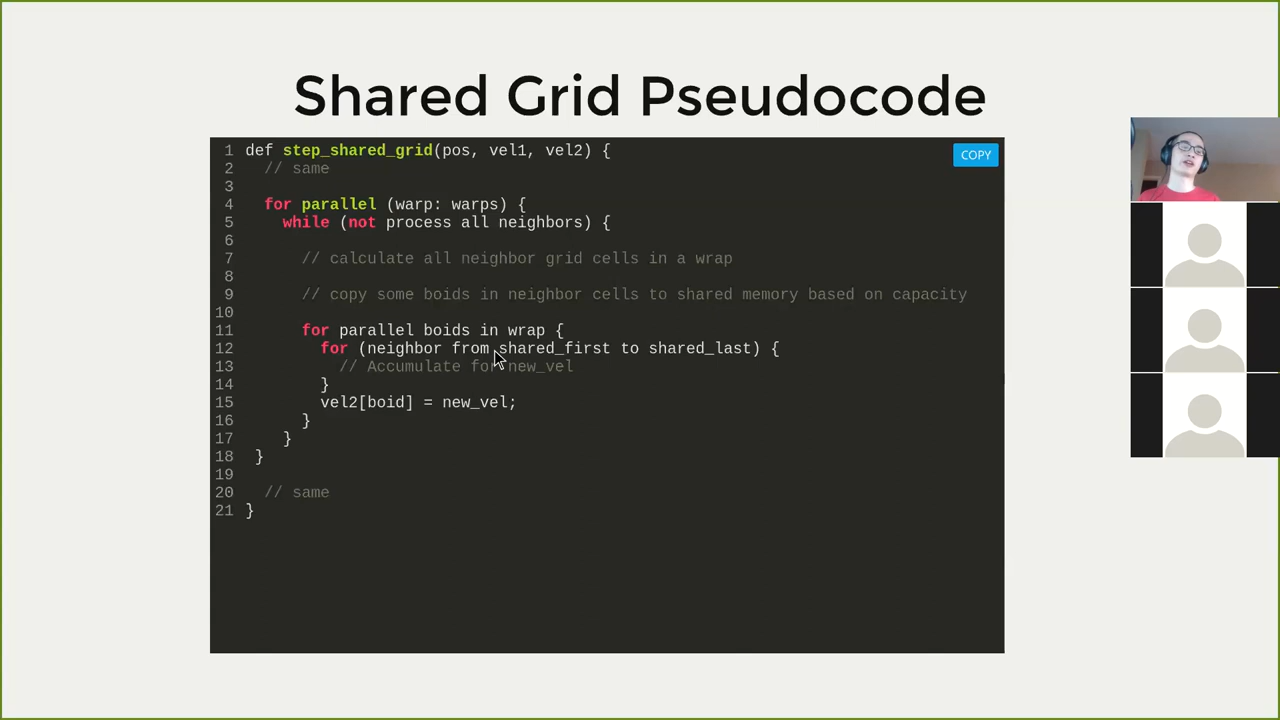 Shared Grid Pseudocode
COPY
1 def step_shared_grid(pos, vel1, vel2) {
2 // same
3
4 for parallel (warp: warps) {
5 while (not process all neighbors) {
6
7 // calculate all neighbor grid cells in a wrap
8
9 // copy some boids in neighbor cells to shared memory based on capacity
10
11 for parallel boids in wrap {
12 for (neighbor from shared_first to shared_last) {
13 // Accumulate for new_vel
14 }
15 vel2[boid] = new_vel;
16 }
17 }
18 }
19
20 // same
21 }